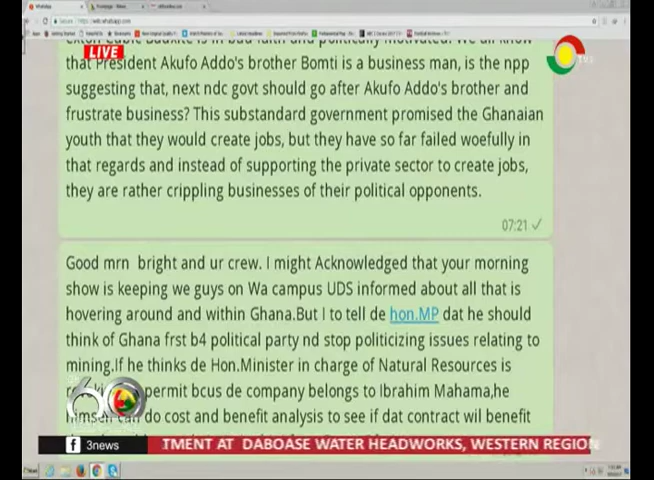 WhatsApp
Secure
web.whatsapp.com
LIVE
that President Akufo Addo's brother Bomti is a business man, is the npp
suggesting that, next ndc govt should go after Akufo Addo's brother and
frustrate business? This substandard government promised the Ghanaian
youth that they would create jobs, but they have so far failed woefully in
that regards and instead of supporting the private sector to create jobs,
they are rather crippling businesses of their political opponents.
07:21
Good mrn bright and ur crew. I might Acknowledged that your morning
show is keeping we guys on Wa campus UDS informed about all that is
hovering around and within Ghana.But I to tell de hon.MP dat he should
think of Ghana frst b4 political party nd stop politicizing issues relating to
mining.If he thinks de Hon.Minister in charge of Natural Resources is
permit bcus de company belongs to Ibrahim Mahama,he
himself can do cost and benefit analysis to see if dat contract wil benefit
60
f 3news
TMENT AT DABOASE WATER HEADWORKS, WESTERN REGION